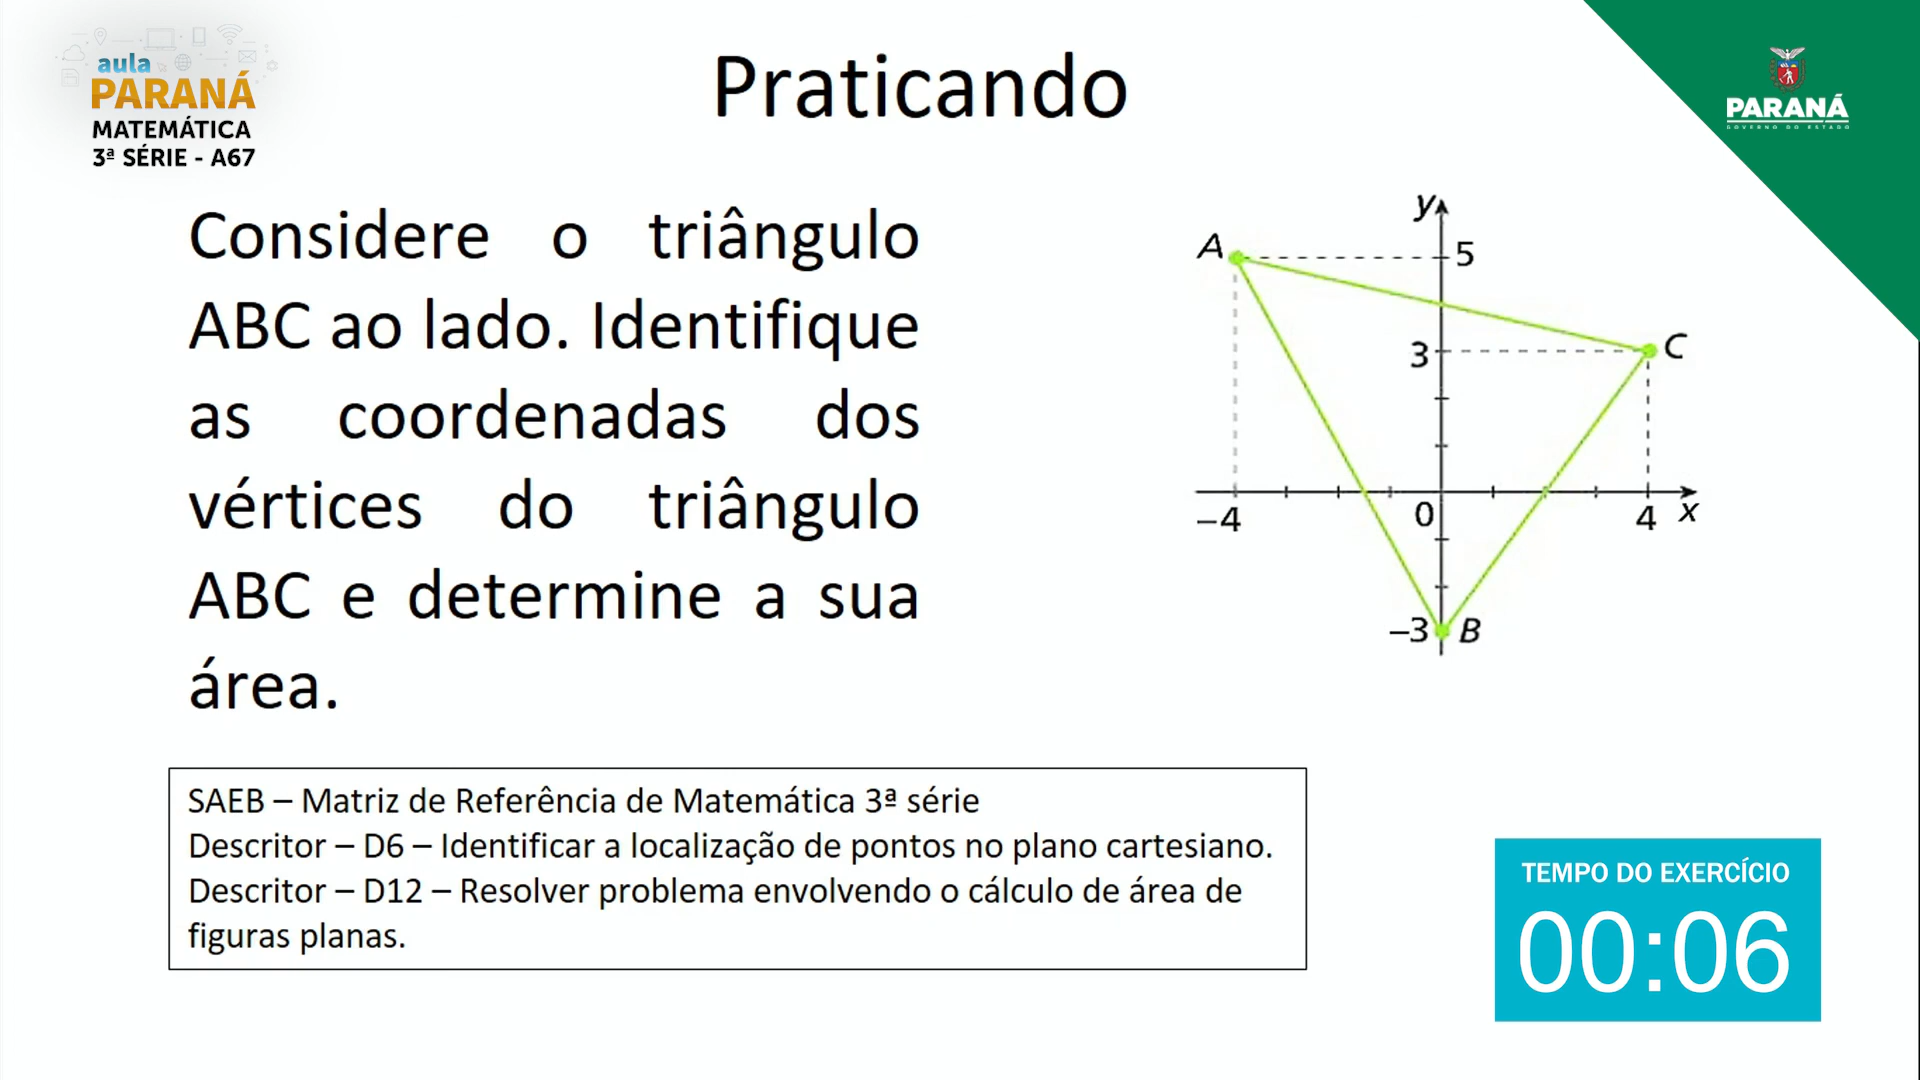 aula
PARANÁ
MATEMÁTICA
3ª SÉRIE - A67
Praticando
PARANÁ
GOVERNO DO ESTADO
Considere o triângulo
ABC ao lado. Identifique
as coordenadas dos
vértices do triângulo
ABC e determine a sua
área.
y
A
5
3
C
−4
0
4
x
−3
B
SAEB – Matriz de Referência de Matemática 3ª série
Descritor – D6 – Identificar a localização de pontos no plano cartesiano.
Descritor – D12 – Resolver problema envolvendo o cálculo de área de
figuras planas.
TEMPO DO EXERCÍCIO
00:06